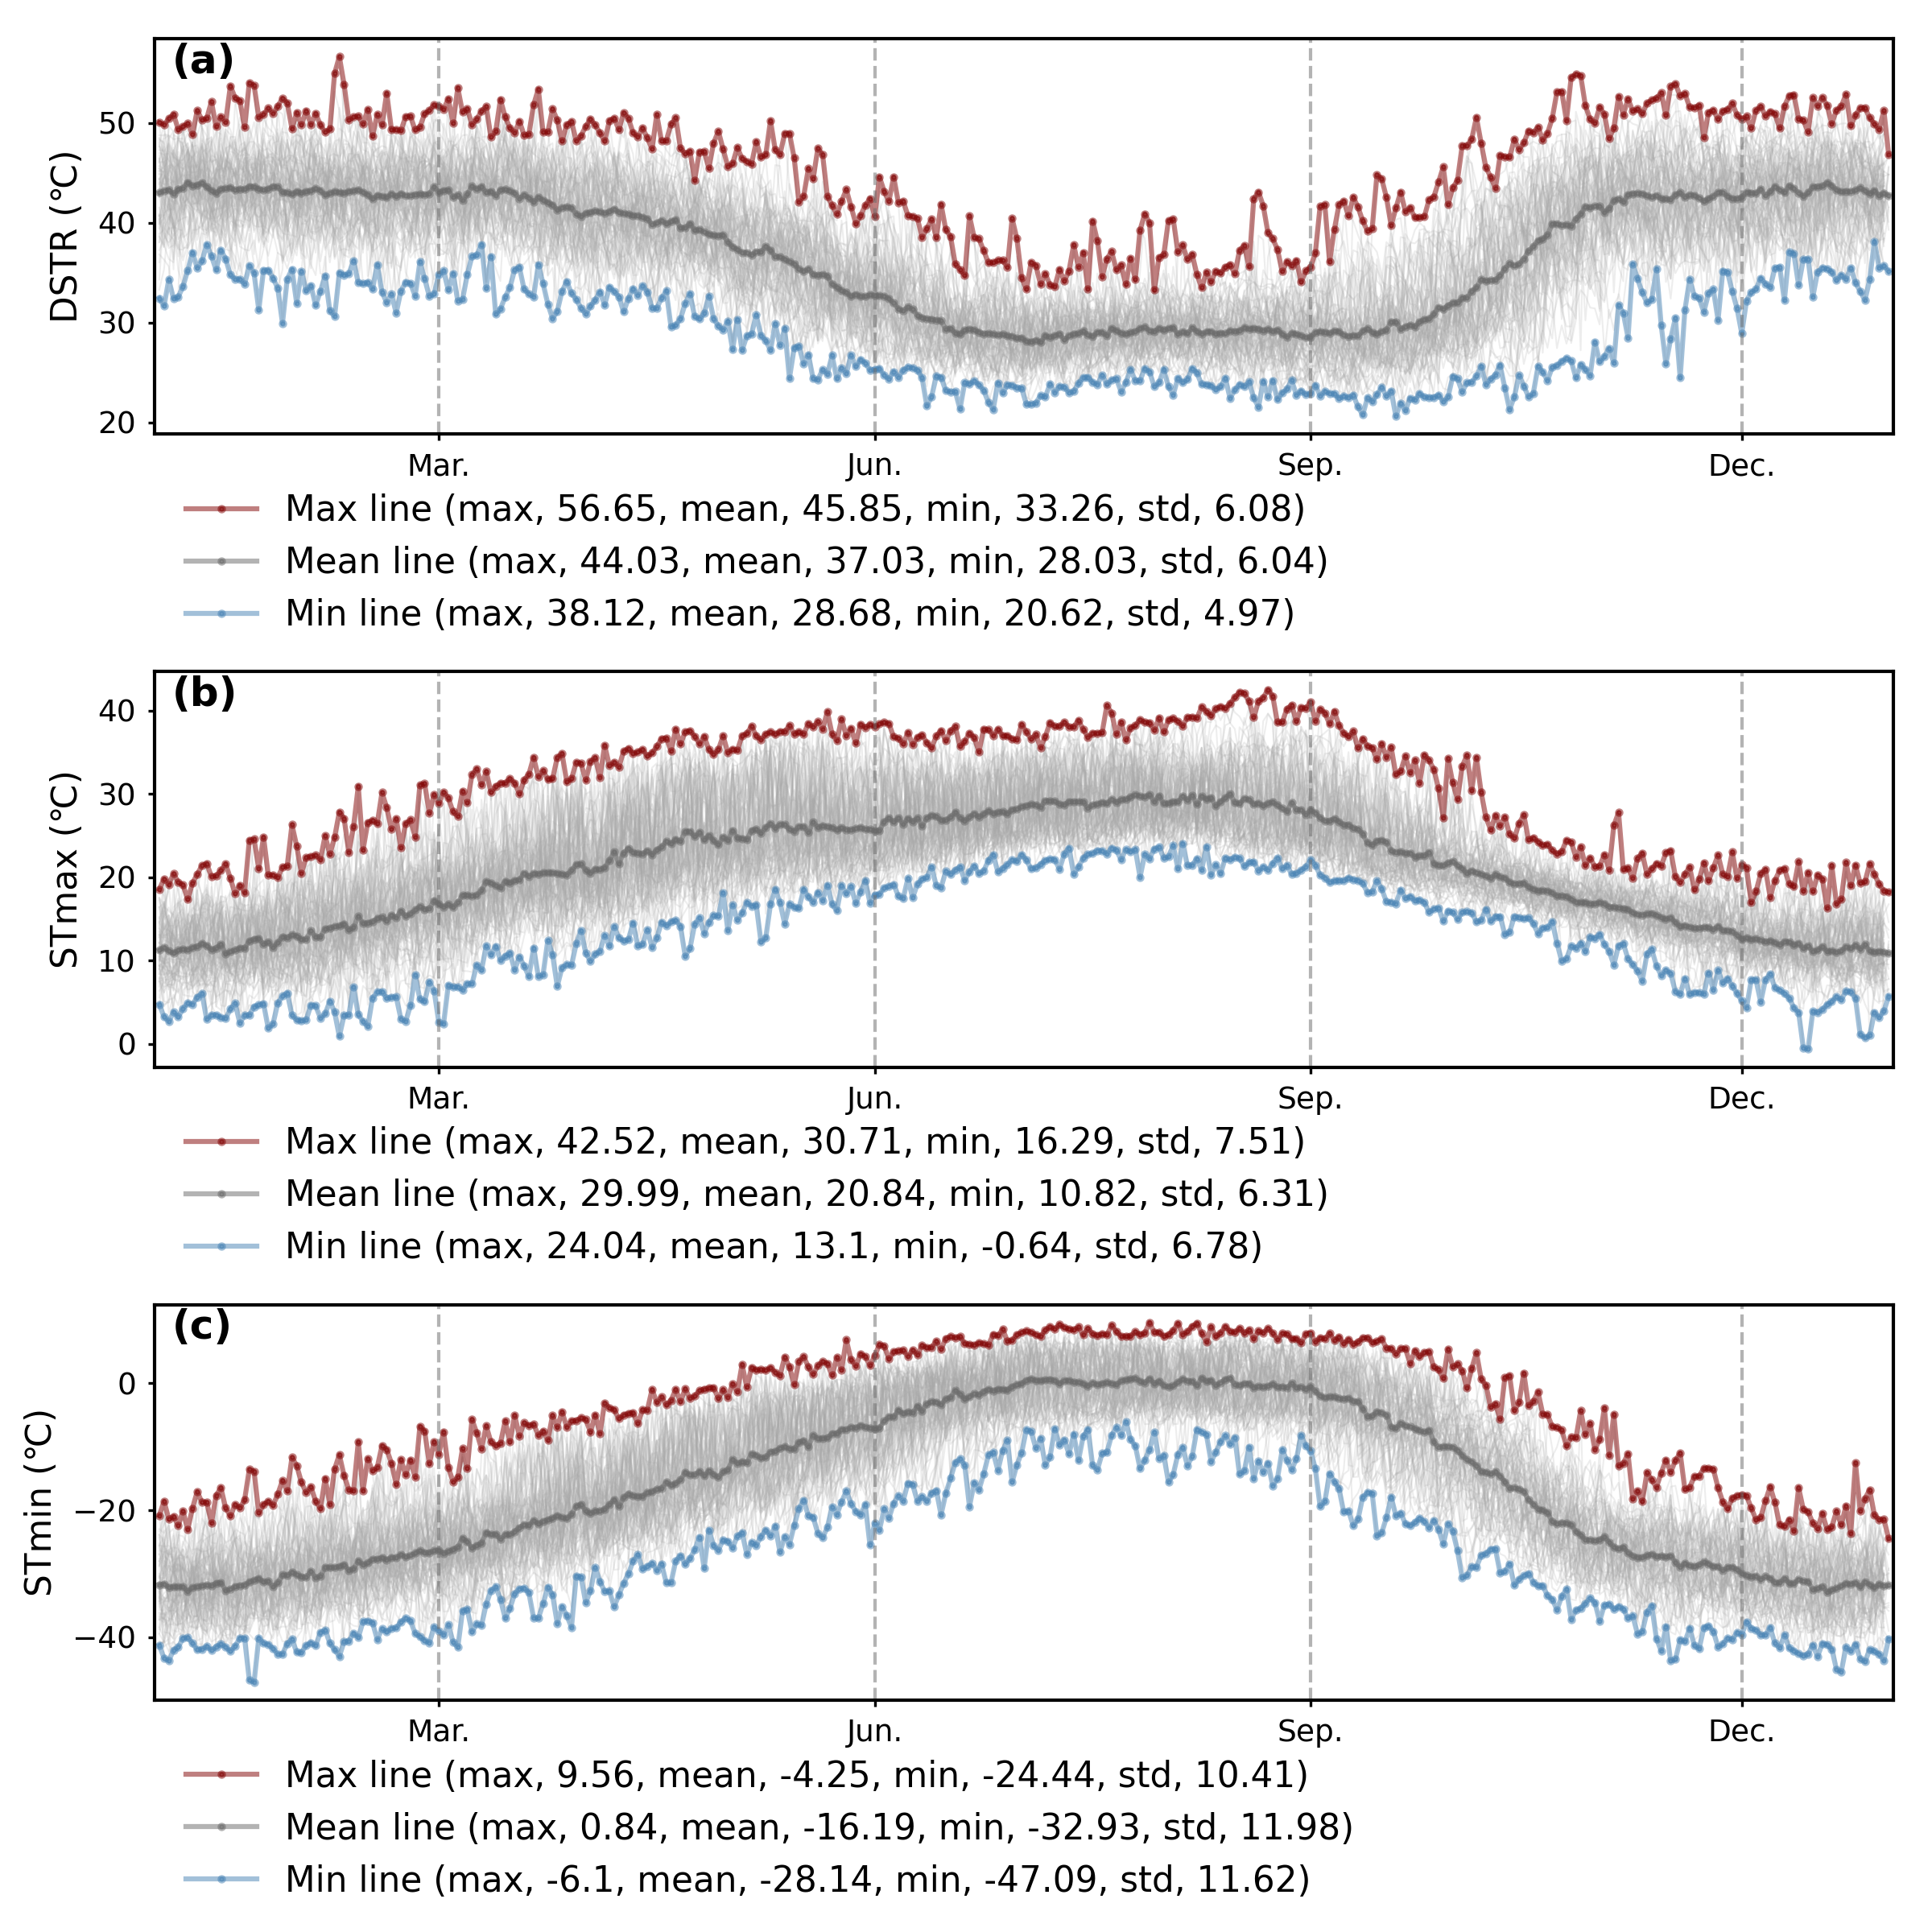 (a)
DSTR (℃)
50
40
30
20
Mar. Jun. Sep. Dec.
Max line (max, 56.65, mean, 45.85, min, 33.26, std, 6.08)
Mean line (max, 44.03, mean, 37.03, min, 28.03, std, 6.04)
Min line (max, 38.12, mean, 28.68, min, 20.62, std, 4.97)
(b)
STmax (℃)
40
30
20
10
0
Mar. Jun. Sep. Dec.
Max line (max, 42.52, mean, 30.71, min, 16.29, std, 7.51)
Mean line (max, 29.99, mean, 20.84, min, 10.82, std, 6.31)
Min line (max, 24.04, mean, 13.1, min, -0.64, std, 6.78)
(c)
STmin (℃)
0
−20
−40
Mar. Jun. Sep. Dec.
Max line (max, 9.56, mean, -4.25, min, -24.44, std, 10.41)
Mean line (max, 0.84, mean, -16.19, min, -32.93, std, 11.98)
Min line (max, -6.1, mean, -28.14, min, -47.09, std, 11.62)